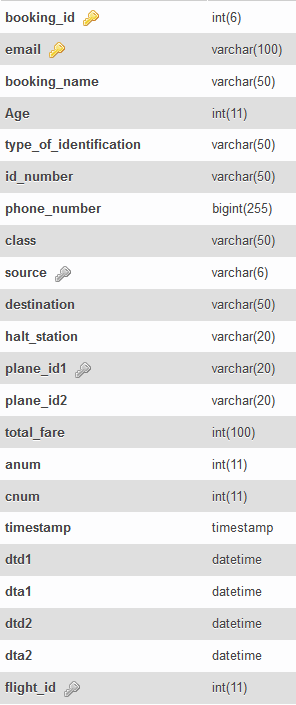 booking_id int(6)
email varchar(100)
booking_name varchar(50)
Age int(11)
type_of_identification varchar(50)
id_number varchar(50)
phone_number bigint(255)
class varchar(50)
source varchar(6)
destination varchar(50)
halt_station varchar(20)
plane_id1 varchar(20)
plane_id2 varchar(20)
total_fare int(100)
anum int(11)
cnum int(11)
timestamp timestamp
dtd1 datetime
dta1 datetime
dtd2 datetime
dta2 datetime
flight_id int(11)